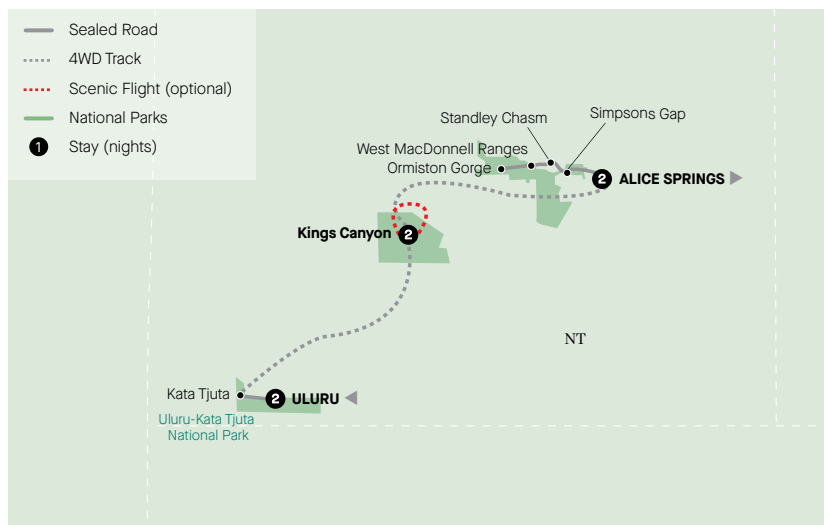 Sealed Road
4WD Track
Scenic Flight (optional)
National Parks
1 Stay (nights)
Standley Chasm
Simpsons Gap
West MacDonnell Ranges
Ormiston Gorge
2 ALICE SPRINGS
Kings Canyon 2
NT
Kata Tjuta
2 ULURU
Uluru-Kata Tjuta
National Park